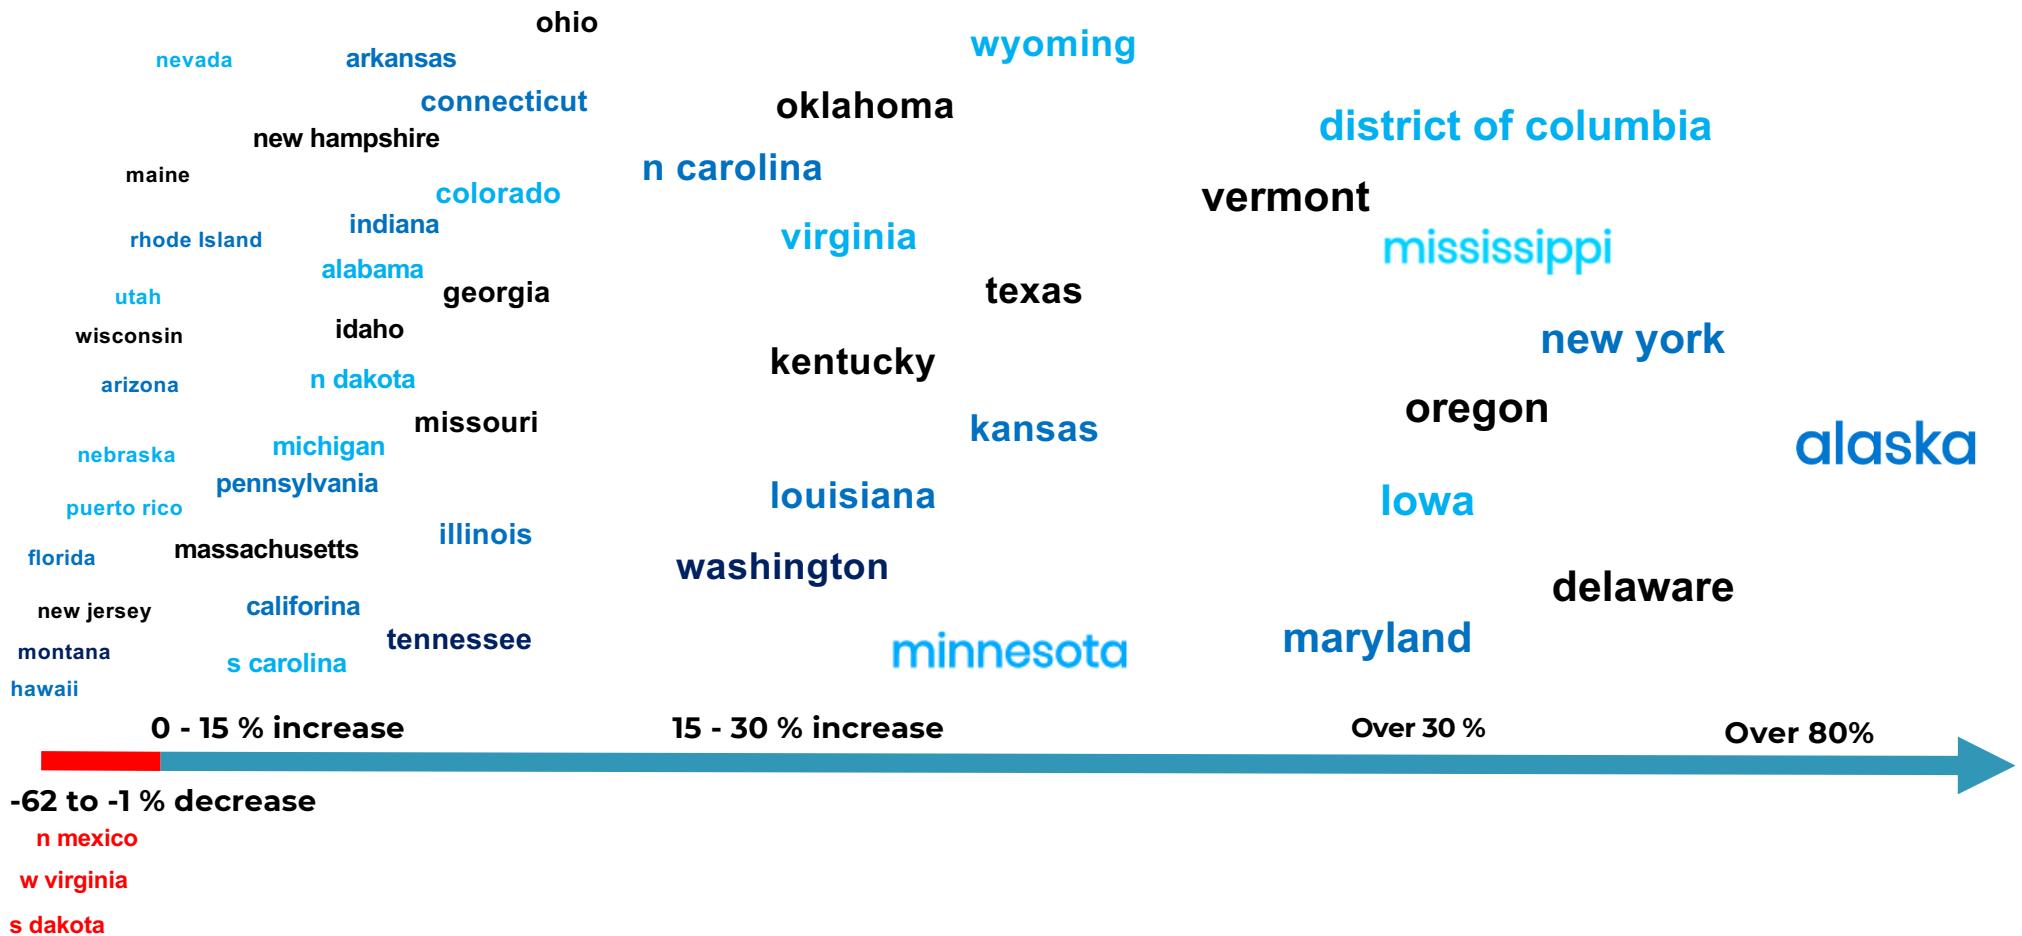 ohio
wyoming
nevada
arkansas
connecticut
oklahoma
district of columbia
new hampshire
n carolina
maine
colorado
vermont
indiana
rhode Island
virginia
mississippi
alabama
georgia
texas
utah
wisconsin
idaho
new york
kentucky
arizona
n dakota
oregon
missouri
kansas
alaska
nebraska
michigan
pennsylvania
louisiana
Iowa
puerto rico
illinois
massachusetts
florida
washington
delaware
new jersey
califorina
tennessee
minnesota
maryland
montana
s carolina
hawaii
0 - 15 % increase
15 - 30 % increase
Over 30 %
Over 80%
-62 to -1 % decrease
n mexico
w virginia
s dakota